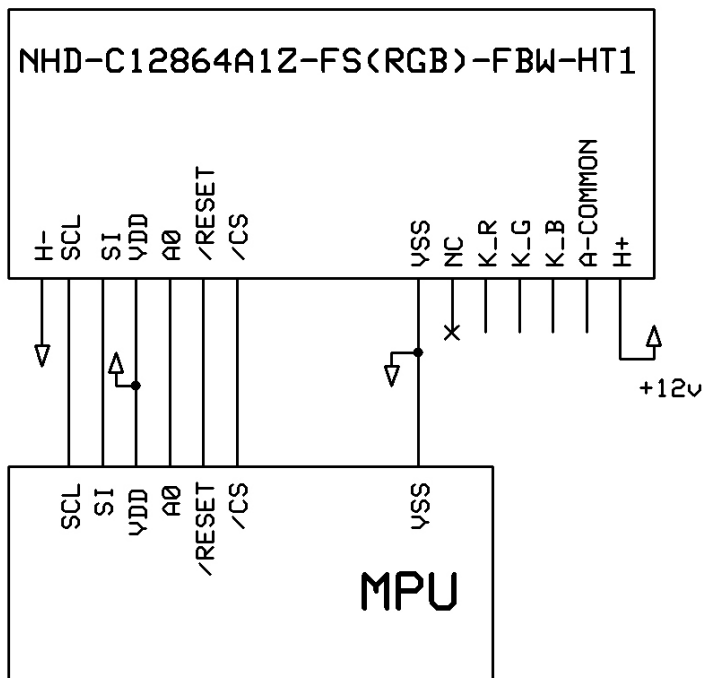 NHD-C12864A1Z-FS(RGB)-FBW-HT1
H-
SCL
SI
VDD
A0
/RESET
/CS
VSS
NC
K_R
K_G
K_B
A-COMMON
H+
+12v
SCL
SI
VDD
A0
/RESET
/CS
VSS
MPU